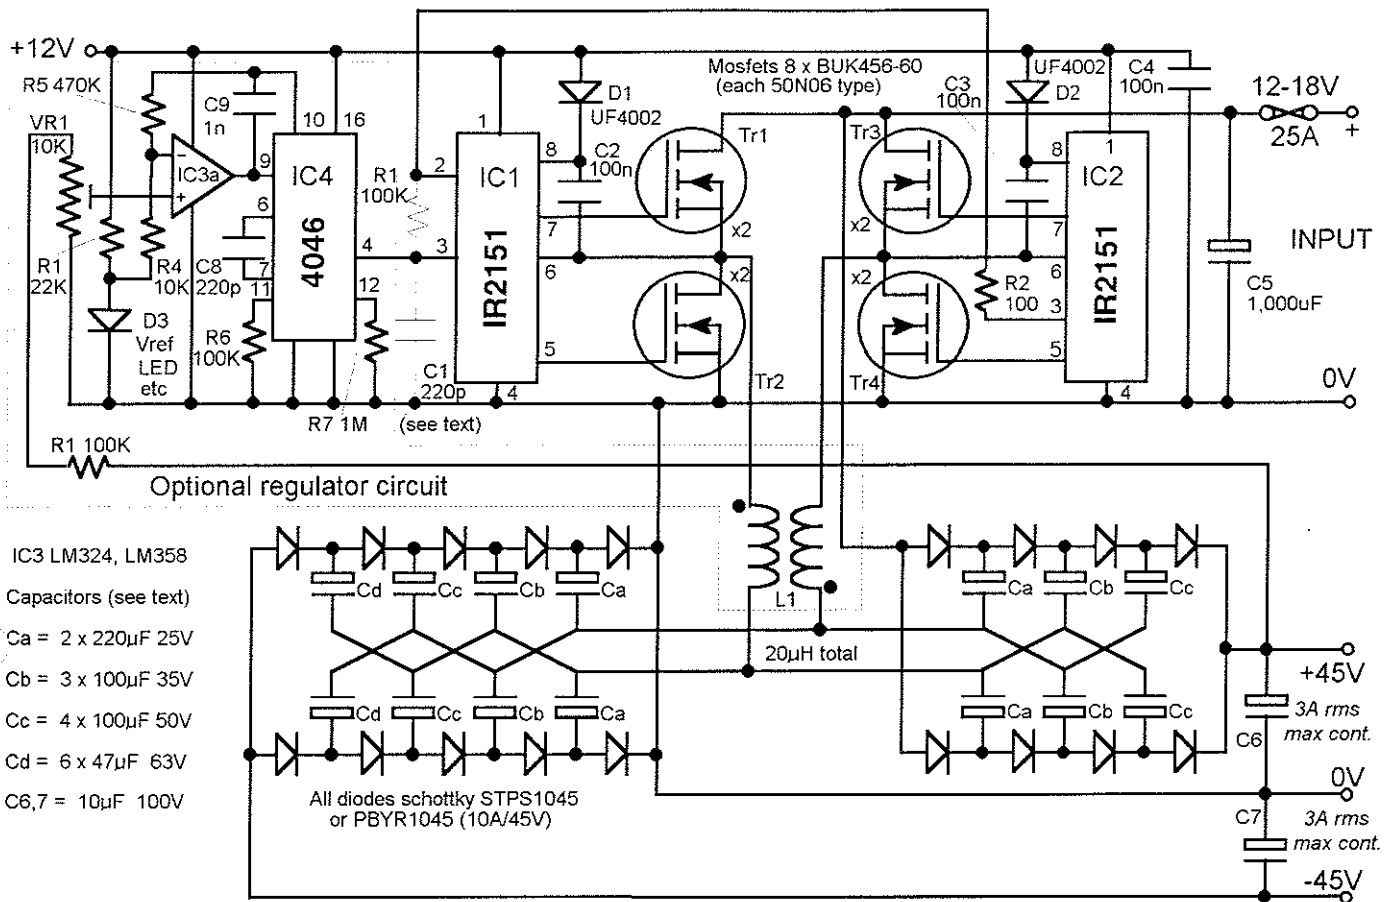 +12V
R5 470K
VR1
10K
C9
1n
10
16
9
IC3a
IC4
4046
6
7
11
C8
220p
4
12
R1
22K
R4
10K
D3
Vref
LED
etc
R6
100K
R7 1M
(see text)
C1
220p
R1
100K
2
3
1
IC1
IR2151
8
7
6
5
4
D1
UF4002
C2
100n
Mosfets 8 x BUK456-60
(each 50N06 type)
Tr1
x2
x2
Tr2
Tr3
x2
x2
Tr4
C3
100n
UF4002
D2
C4
100n
8
1
IC2
IR2151
7
6
3
5
4
R2
100
12-18V
25A
+
INPUT
C5
1,000uF
0V
R1 100K
Optional regulator circuit
L1
20µH total
IC3 LM324, LM358
Capacitors (see text)
Ca = 2 x 220µF 25V
Cb = 3 x 100µF 35V
Cc = 4 x 100µF 50V
Cd = 6 x 47µF 63V
C6,7 = 10µF 100V
Cd
Cc
Cb
Ca
Cd
Cc
Cb
Ca
Ca
Cb
Cc
Ca
Cb
Cc
All diodes schottky STPS1045
or PBYR1045 (10A/45V)
+45V
C6
3A rms
max cont.
0V
C7
3A rms
max cont.
-45V